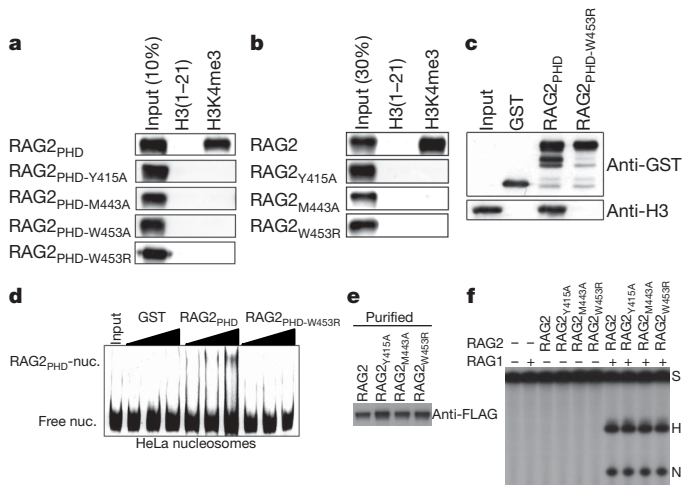 a
Input (10%)
H3(1–21)
H3K4me3
RAG2PHD
RAG2PHD-Y415A
RAG2PHD-M443A
RAG2PHD-W453A
RAG2PHD-W453R
b
Input (30%)
H3(1–21)
H3K4me3
RAG2
RAG2Y415A
RAG2M443A
RAG2W453R
c
Input
GST
RAG2PHD
RAG2PHD-W453R
Anti-GST
Anti-H3
d
Input
GST
RAG2PHD
RAG2PHD-W453R
RAG2PHD-nuc.
Free nuc.
HeLa nucleosomes
e
Purified
RAG2
RAG2Y415A
RAG2M443A
RAG2W453R
Anti-FLAG
f
RAG2
RAG2Y415A
RAG2M443A
RAG2W453R
RAG2
RAG2Y415A
RAG2M443A
RAG2W453R
RAG2 – –
RAG1 – + – – – – + + + +
S
H
N